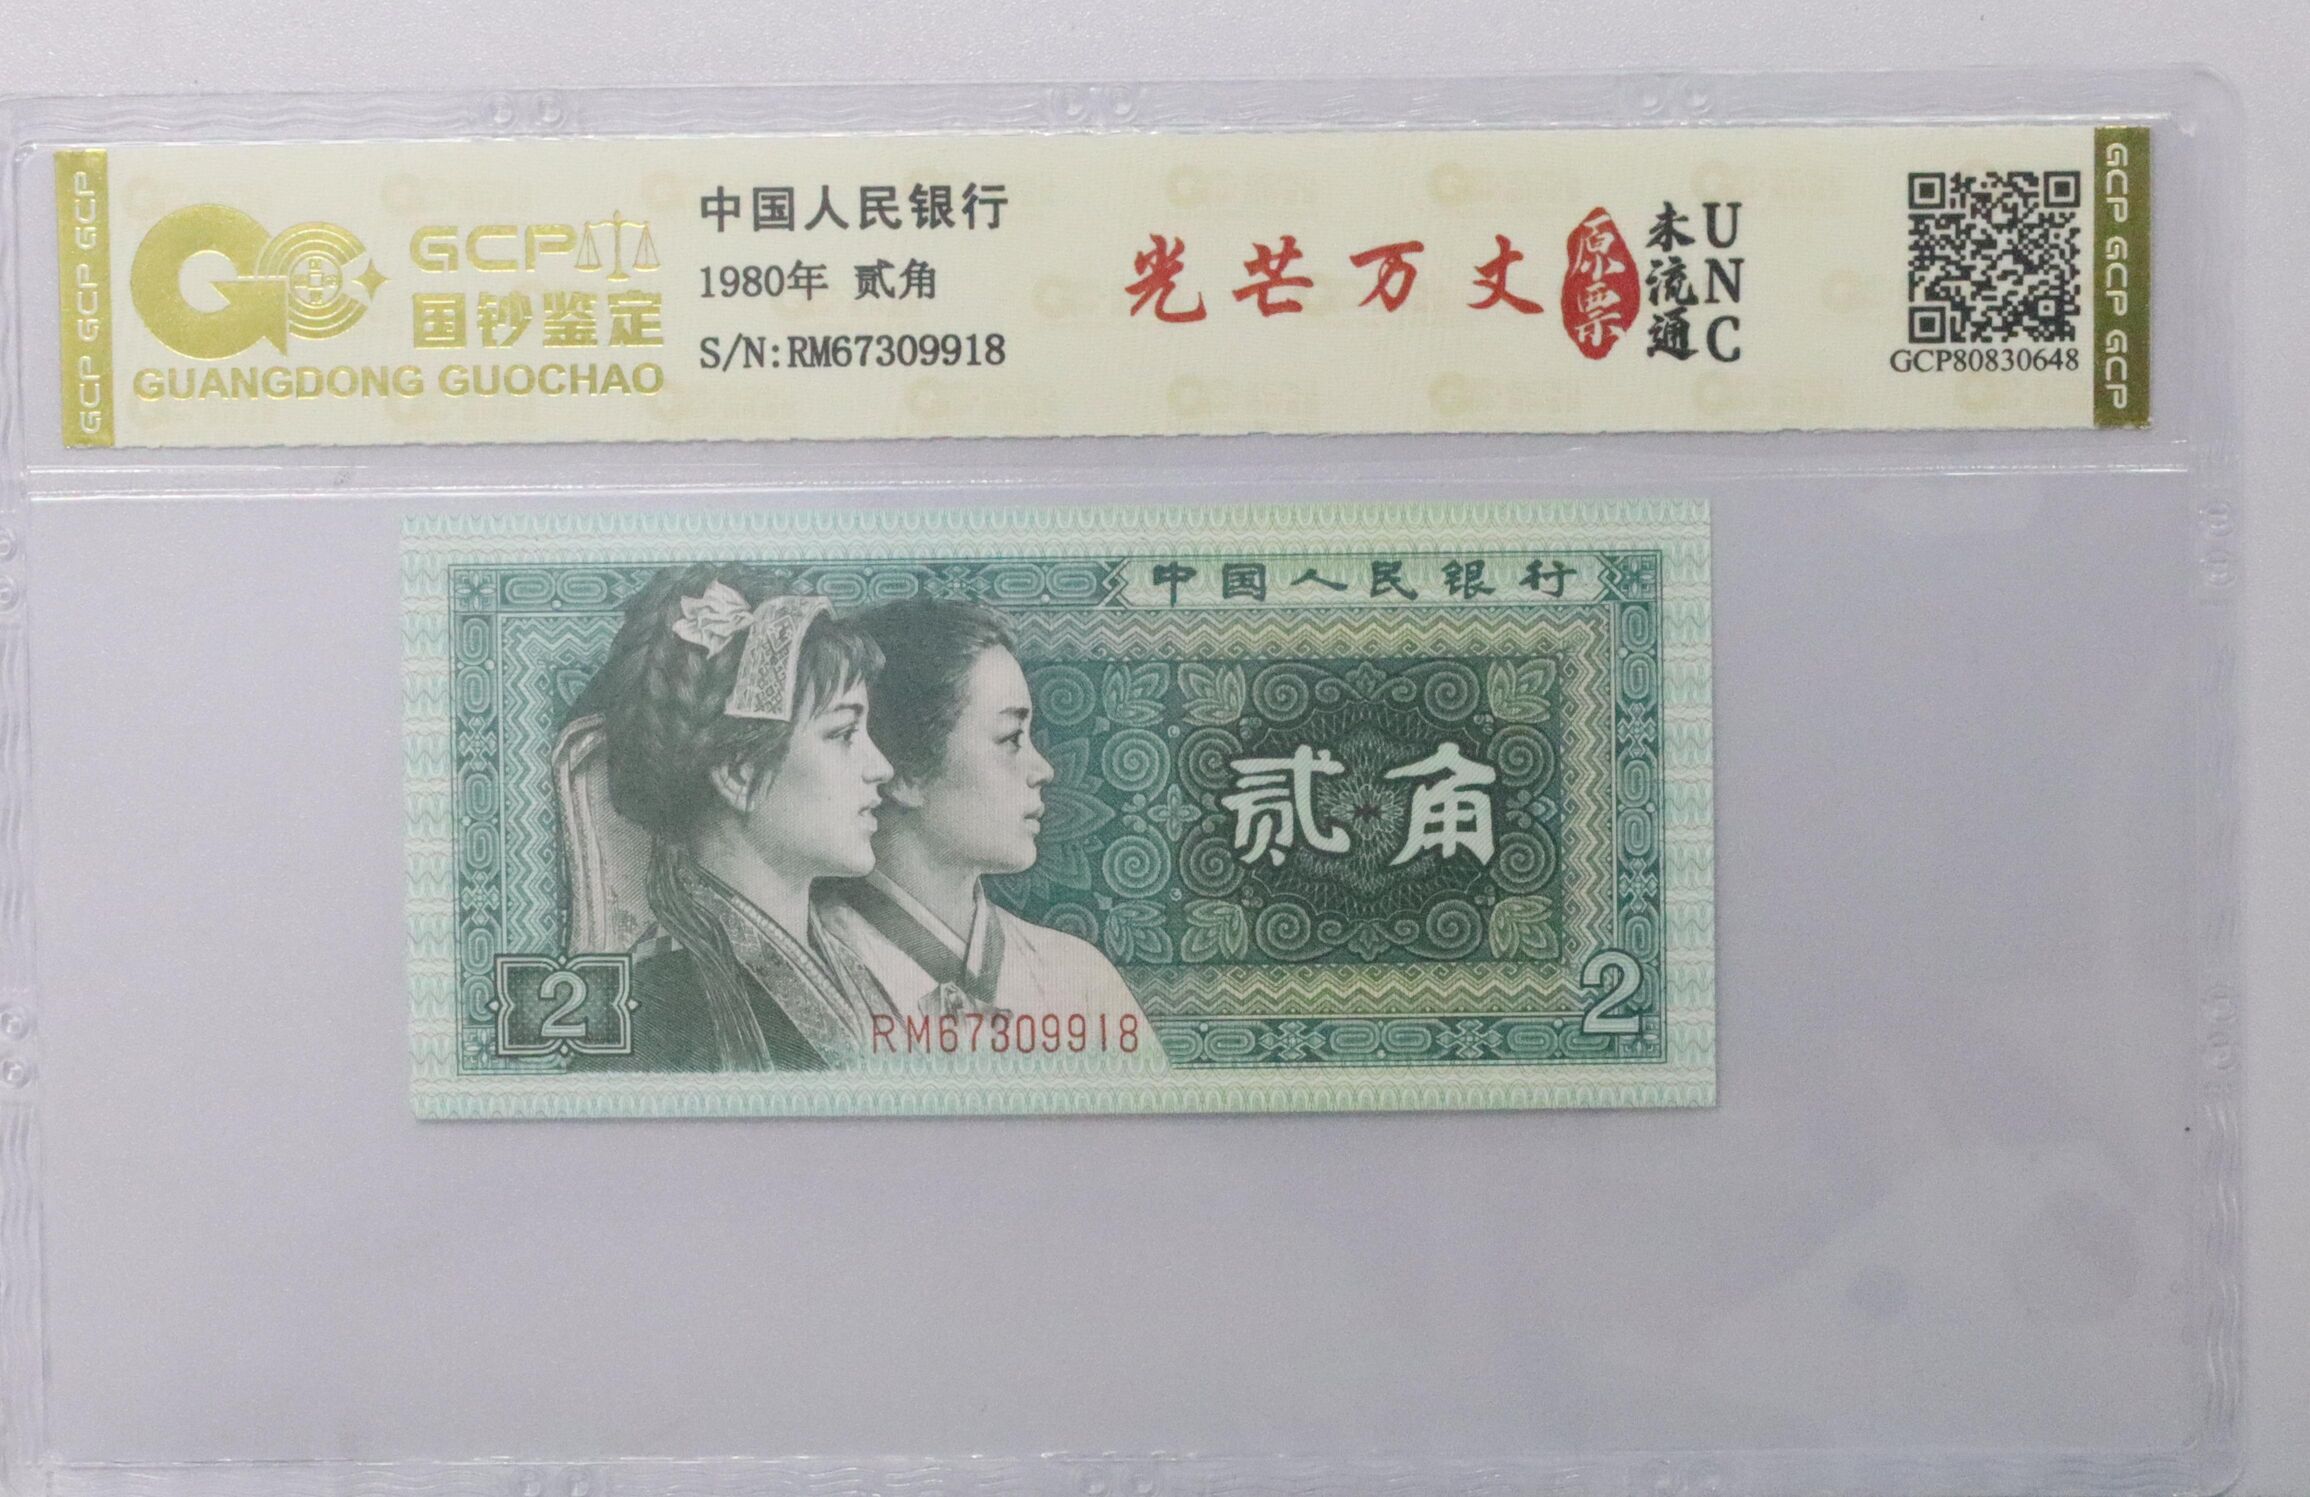 GCP GCP GCP
GCP
国钞鉴定
GUANGDONG GUOCHAO
中国人民银行
1980年 贰角
S/N:RM67309918
光芒万丈
原票
未流通
UNC
GCP80830648
GCP GCP GCP
中国人民银行
贰角
2
RM67309918
2